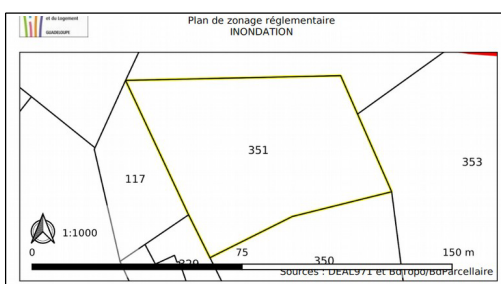 et du Logement
GUADELOUPE
Plan de zonage réglementaire
INONDATION
351
353
117
1:1000
0 75 150 m
329 350
Sources : DEAL971 et BDTopo/BDParcellaire